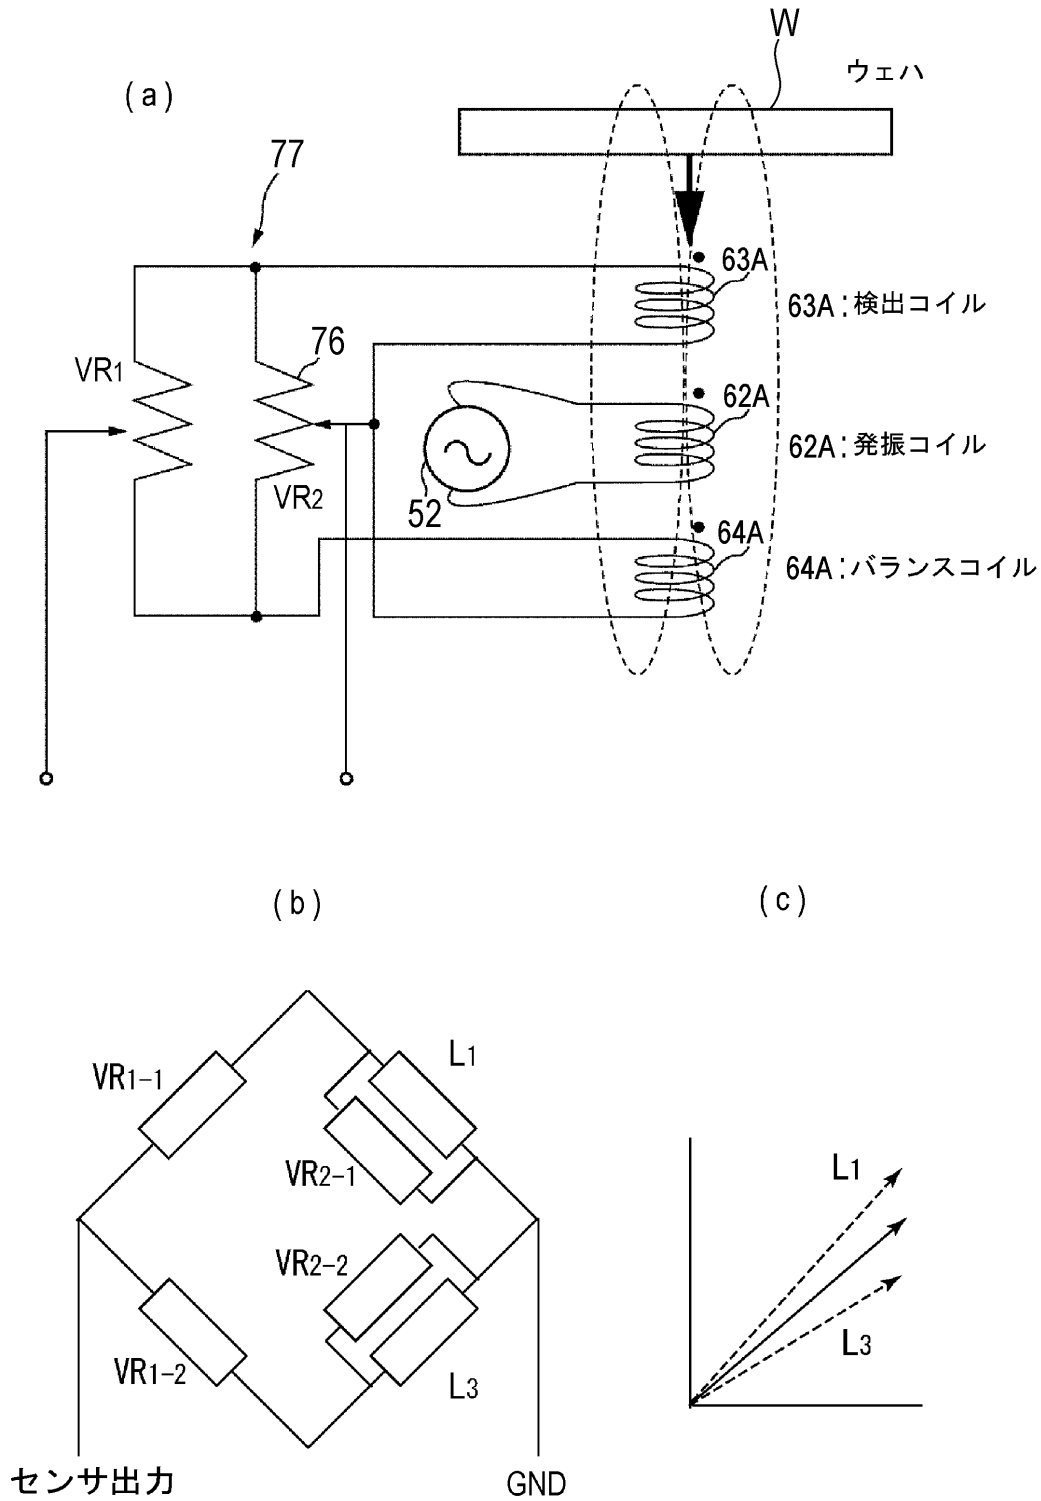 W
ウェハ
(a)
77
63A
63A:検出コイル
76
VR1
62A
62A:発振コイル
VR2
52
64A
64A:バランスコイル
(b)
(c)
L1
VR1-1
VR2-1
L1
VR2-2
VR1-2
L3
L3
センサ出力
GND